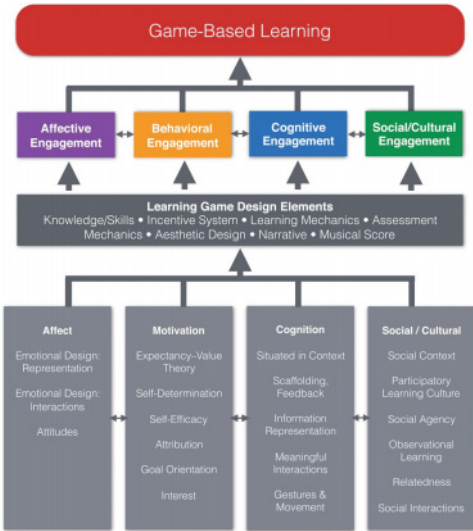 Game-Based Learning
Affective
Engagement
Behavioral
Engagement
Cognitive
Engagement
Social/Cultural
Engagement
Learning Game Design Elements
Knowledge/Skills • Incentive System • Learning Mechanics • Assessment
Mechanics • Aesthetic Design • Narrative • Musical Score
Affect
Emotional Design:
Representation
Emotional Design:
Interactions
Attitudes
Motivation
Expectancy–Value
Theory
Self-Determination
Self-Efficacy
Attribution
Goal Orientation
Interest
Cognition
Situated in Context
Scaffolding,
Feedback
Information
Representation
Meaningful
Interactions
Gestures &
Movement
Social / Cultural
Social Context
Participatory
Learning Culture
Social Agency
Observational
Learning
Relatedness
Social Interactions